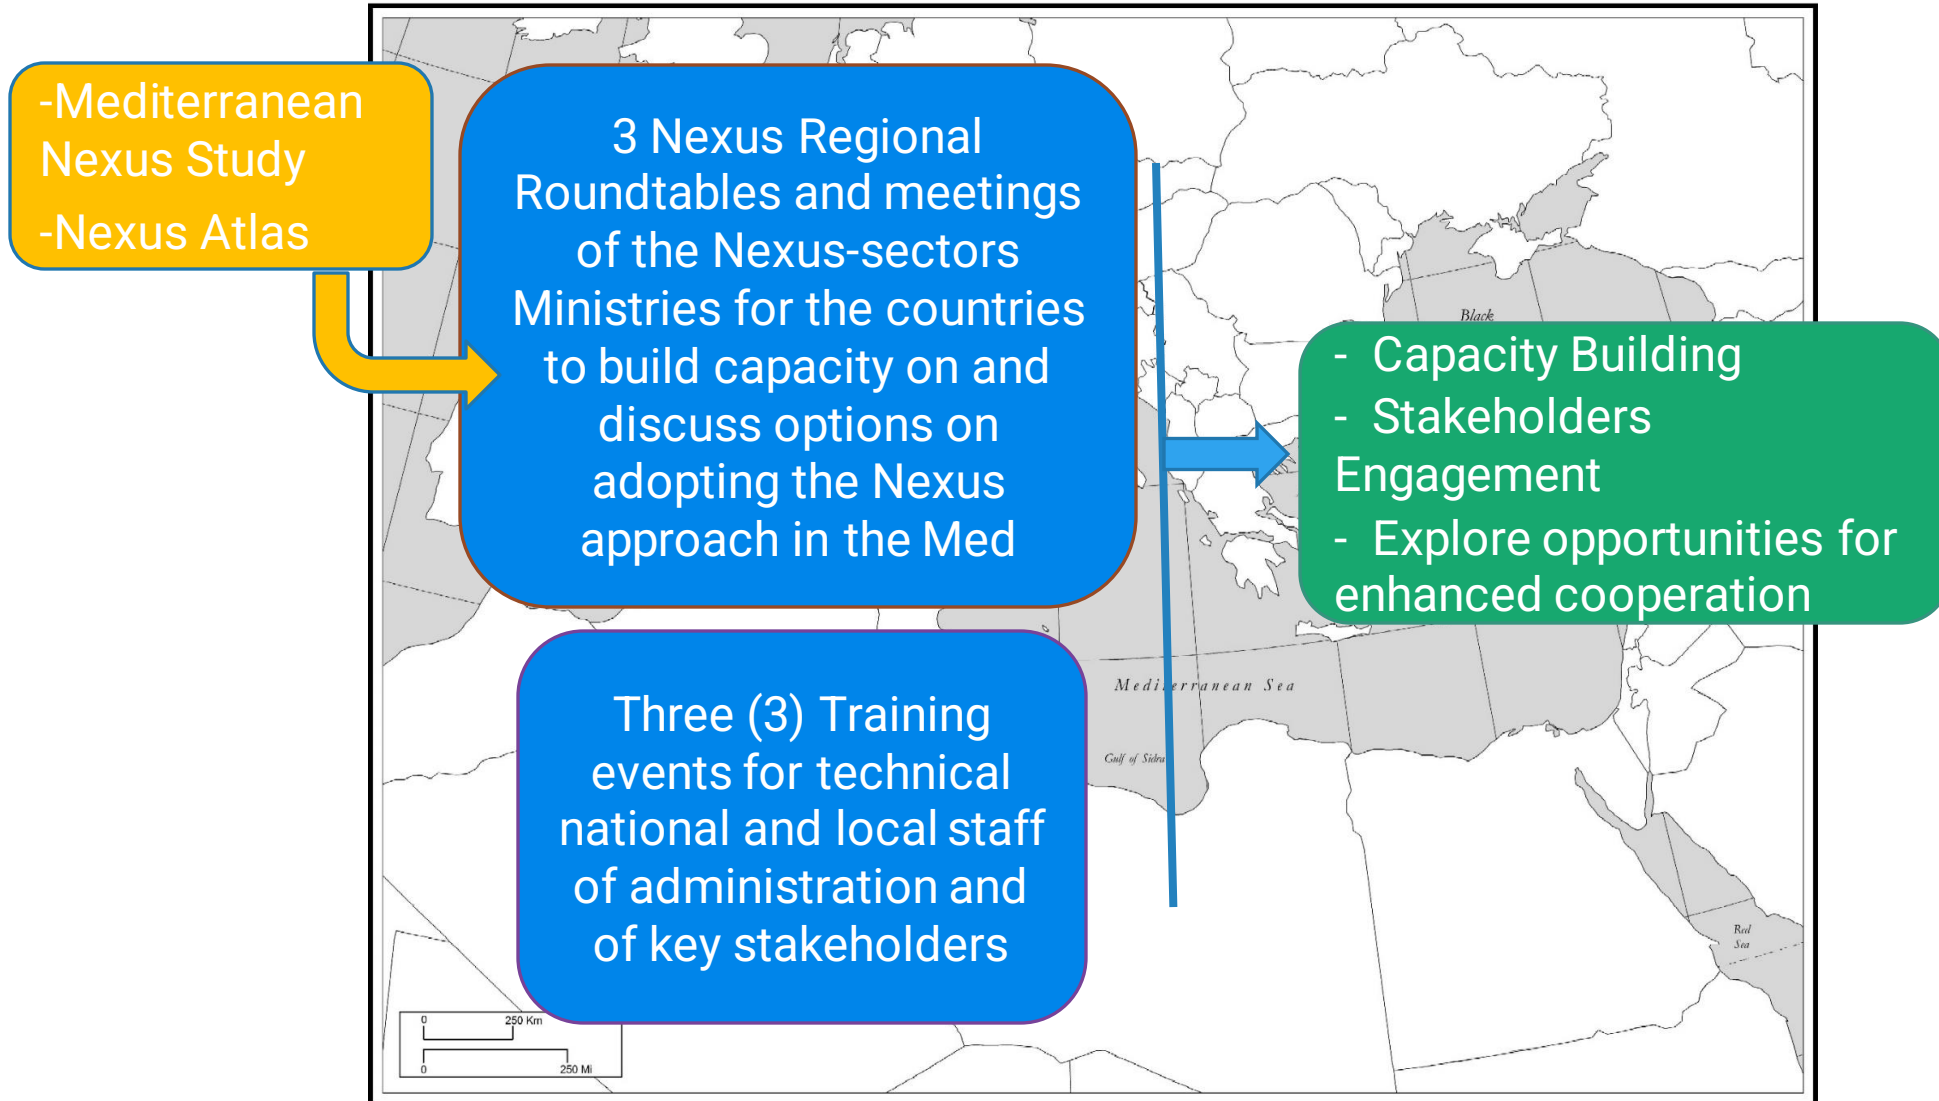 -Mediterranean
Nexus Study
-Nexus Atlas
3 Nexus Regional
Roundtables and meetings
of the Nexus-sectors
Ministries for the countries
to build capacity on and
discuss options on
adopting the Nexus
approach in the Med
Three (3) Training
events for technical
national and local staff
of administration and
of key stakeholders
- Capacity Building
- Stakeholders
Engagement
- Explore opportunities for
enhanced cooperation
Black
Mediterranean Sea
Gulf of Sidra
Red
Sea
0 250 Km
0 250 Mi